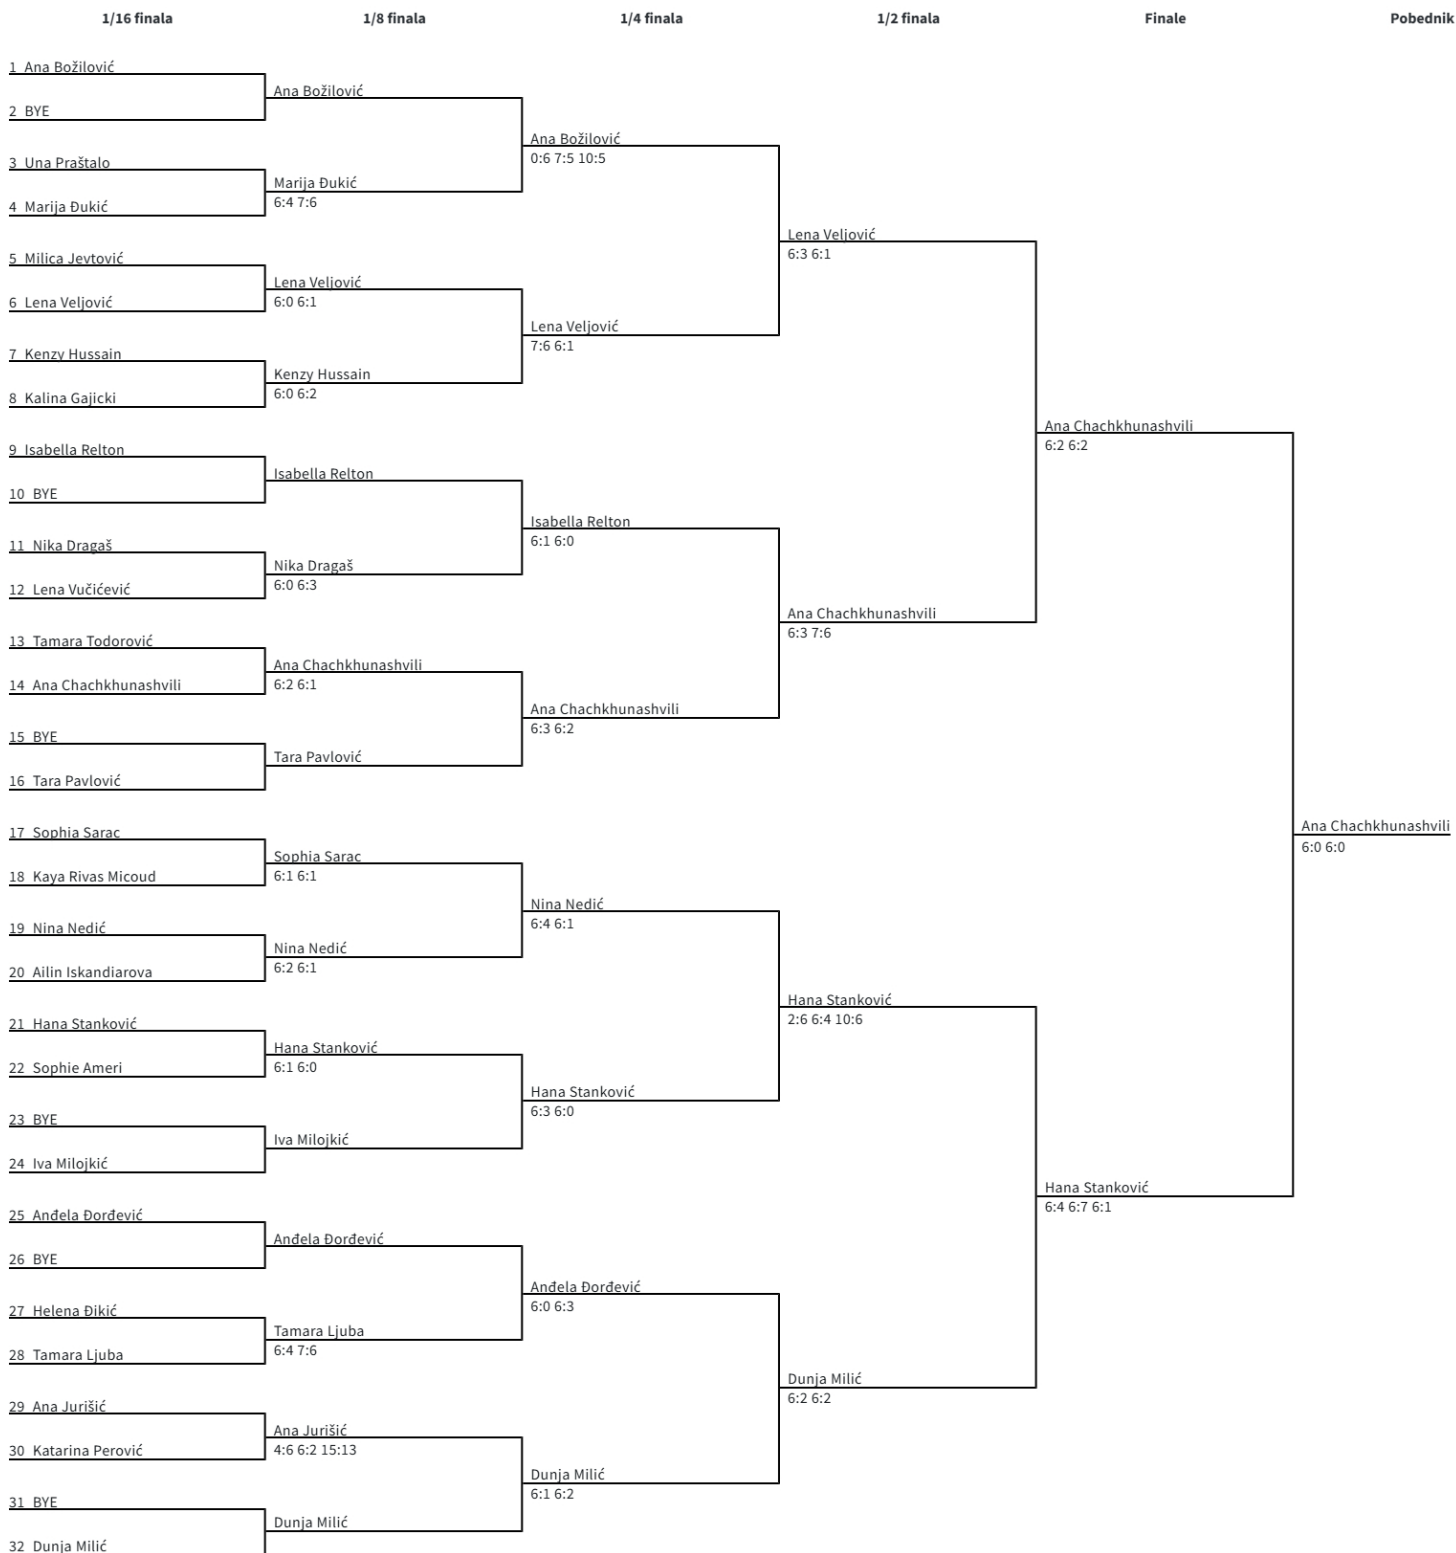 1/16 finala
1/8 finala
1/4 finala
1/2 finala
Finale
Pobednik
1 Ana Božilović
2 BYE
3 Una Praštalo
4 Marija Đukić
5 Milica Jevtović
6 Lena Veljović
7 Kenzy Hussain
8 Kalina Gajicki
9 Isabella Relton
10 BYE
11 Nika Dragaš
12 Lena Vučićević
13 Tamara Todorović
14 Ana Chachkhunashvili
15 BYE
16 Tara Pavlović
17 Sophia Sarac
18 Kaya Rivas Micoud
19 Nina Nedić
20 Ailin Iskandiarova
21 Hana Stanković
22 Sophie Ameri
23 BYE
24 Iva Milojkić
25 Anđela Đorđević
26 BYE
27 Helena Đikić
28 Tamara Ljuba
29 Ana Jurišić
30 Katarina Perović
31 BYE
32 Dunja Milić
Ana Božilović
Marija Đukić
6:4 7:6
Lena Veljović
6:0 6:1
Kenzy Hussain
6:0 6:2
Isabella Relton
Nika Dragaš
6:0 6:3
Ana Chachkhunashvili
6:2 6:1
Tara Pavlović
Sophia Sarac
6:1 6:1
Nina Nedić
6:2 6:1
Hana Stanković
6:1 6:0
Iva Milojkić
Anđela Đorđević
Tamara Ljuba
6:4 7:6
Ana Jurišić
4:6 6:2 15:13
Dunja Milić
Ana Božilović
0:6 7:5 10:5
Lena Veljović
7:6 6:1
Isabella Relton
6:1 6:0
Ana Chachkhunashvili
6:3 6:2
Nina Nedić
6:4 6:1
Hana Stanković
6:3 6:0
Anđela Đorđević
6:0 6:3
Dunja Milić
6:1 6:2
Lena Veljović
6:3 6:1
Ana Chachkhunashvili
6:3 7:6
Hana Stanković
2:6 6:4 10:6
Dunja Milić
6:2 6:2
Ana Chachkhunashvili
6:2 6:2
Hana Stanković
6:4 6:7 6:1
Ana Chachkhunashvili
6:0 6:0